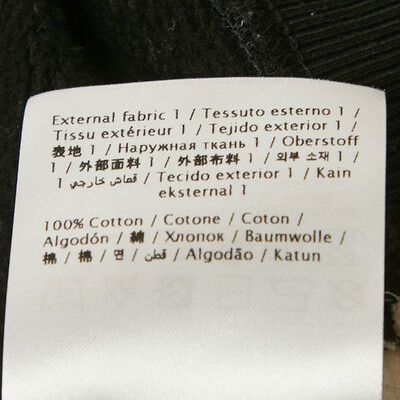 External fabric 1 / Tessuto esterno 1 /
Tissu extérieur 1 / Tejido exterior 1 /
表地 1 / Наружная ткань 1 / Oberstoff
1 / 外部面料 1 / 外部布料 1 / 외부 소재 1 /
1 قماش خارجي / Tecido exterior 1 / Kain
eksternal 1
100% Cotton / Cotone / Coton /
Algodón / 綿 / Хлопок / Baumwolle /
棉 / 棉 / 면 / قطن / Algodão / Katun